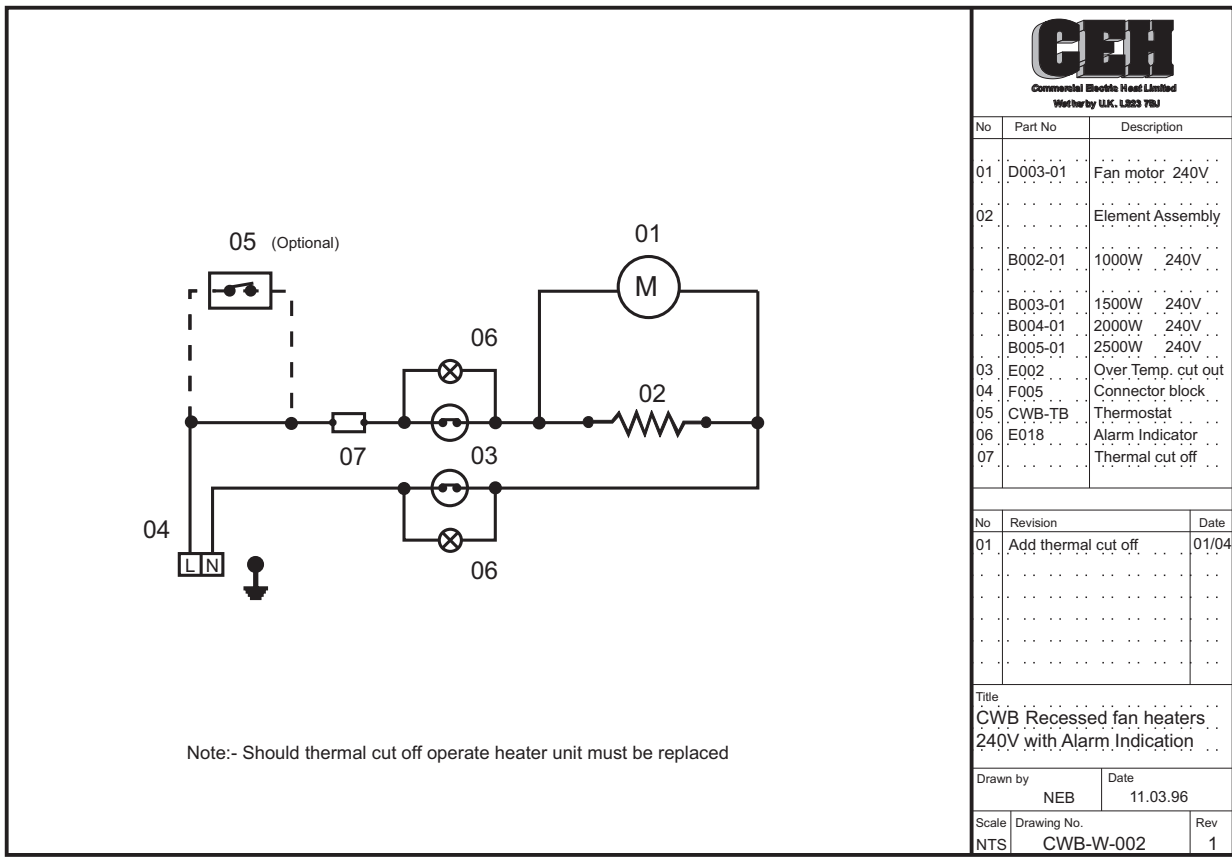 CEH
Commercial Electric Heat Limited
Wetherby U.K. LS23 7BJ
No Part No Description
01 D003-01 Fan motor 240V
02 Element Assembly
B002-01 1000W 240V
B003-01 1500W 240V
B004-01 2000W 240V
B005-01 2500W 240V
03 E002 Over Temp. cut out
04 F005 Connector block
05 CWB-TB Thermostat
06 E018 Alarm Indicator
07 Thermal cut off
No Revision Date
01 Add thermal cut off 01/04
Title
CWB Recessed fan heaters
240V with Alarm Indication
Drawn by Date
NEB 11.03.96
Scale Drawing No. Rev
NTS CWB-W-002 1
05 (Optional)
01
M
06
02
07
03
04
L N
06
Note:- Should thermal cut off operate heater unit must be replaced